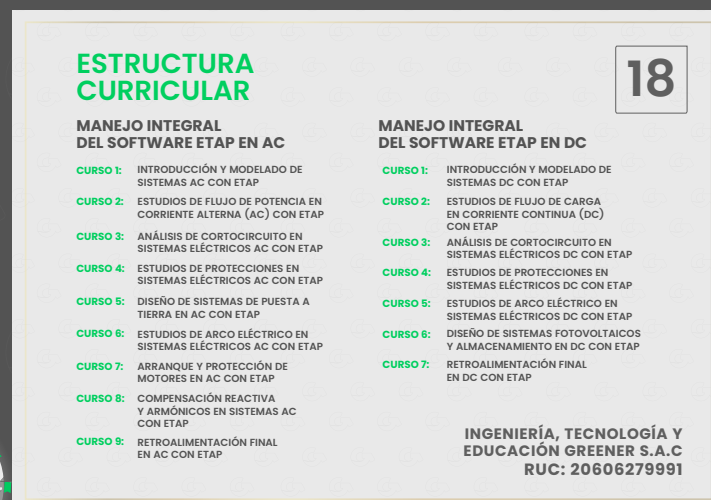 ESTRUCTURA
CURRICULAR
18
MANEJO INTEGRAL
DEL SOFTWARE ETAP EN AC
CURSO 1: INTRODUCCIÓN Y MODELADO DE
SISTEMAS AC CON ETAP
CURSO 2: ESTUDIOS DE FLUJO DE POTENCIA EN
CORRIENTE ALTERNA (AC) CON ETAP
CURSO 3: ANÁLISIS DE CORTOCIRCUITO EN
SISTEMAS ELÉCTRICOS AC CON ETAP
CURSO 4: ESTUDIOS DE PROTECCIONES EN
SISTEMAS ELÉCTRICOS AC CON ETAP
CURSO 5: DISEÑO DE SISTEMAS DE PUESTA A
TIERRA EN AC CON ETAP
CURSO 6: ESTUDIOS DE ARCO ELÉCTRICO EN
SISTEMAS ELÉCTRICOS AC CON ETAP
CURSO 7: ARRANQUE Y PROTECCIÓN DE
MOTORES EN AC CON ETAP
CURSO 8: COMPENSACIÓN REACTIVA
Y ARMÓNICOS EN SISTEMAS AC
CON ETAP
CURSO 9: RETROALIMENTACIÓN FINAL
EN AC CON ETAP
MANEJO INTEGRAL
DEL SOFTWARE ETAP EN DC
CURSO 1: INTRODUCCIÓN Y MODELADO DE
SISTEMAS DC CON ETAP
CURSO 2: ESTUDIOS DE FLUJO DE CARGA
EN CORRIENTE CONTINUA (DC)
CON ETAP
CURSO 3: ANÁLISIS DE CORTOCIRCUITO EN
SISTEMAS ELÉCTRICOS DC CON ETAP
CURSO 4: ESTUDIOS DE PROTECCIONES EN
SISTEMAS ELÉCTRICOS DC CON ETAP
CURSO 5: ESTUDIOS DE ARCO ELÉCTRICO EN
SISTEMAS ELÉCTRICOS DC CON ETAP
CURSO 6: DISEÑO DE SISTEMAS FOTOVOLTAICOS
Y ALMACENAMIENTO EN DC CON ETAP
CURSO 7: RETROALIMENTACIÓN FINAL
EN DC CON ETAP
INGENIERÍA, TECNOLOGÍA Y
EDUCACIÓN GREENER S.A.C
RUC: 20606279991